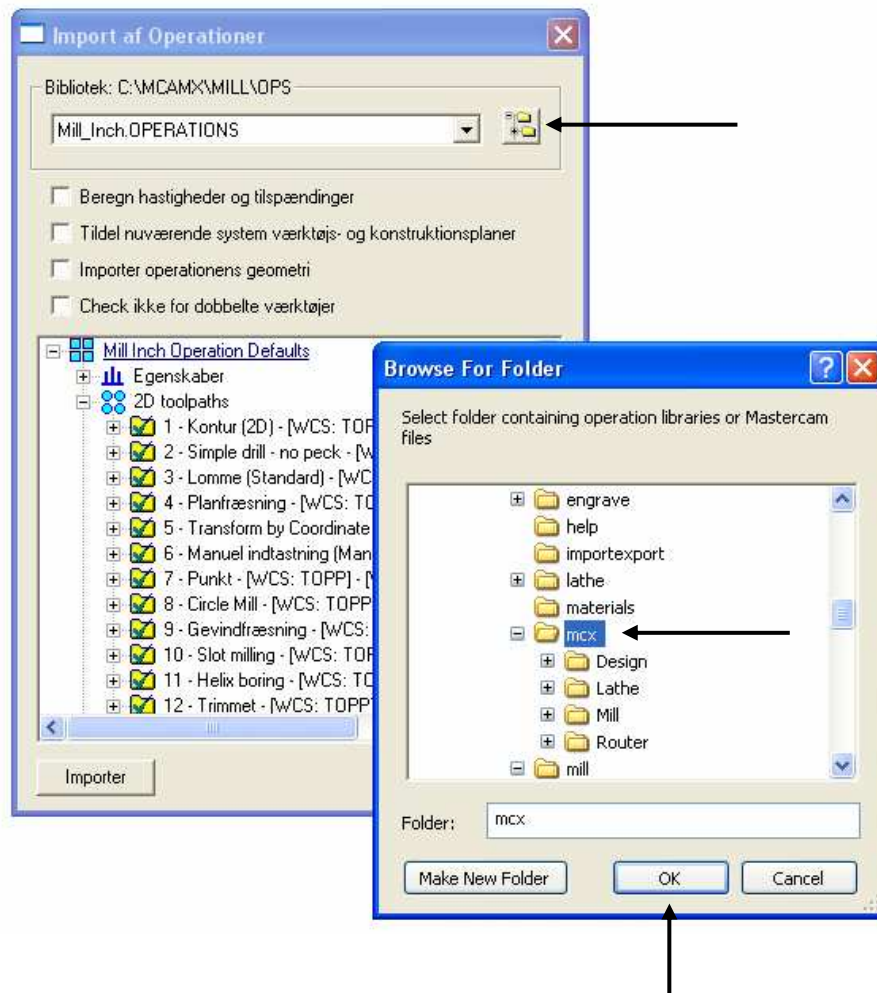 Import af Operationer
Bibliotek: C:\MCAMX\MILL\OPS
Mill_Inch.OPERATIONS
Beregn hastigheder og tilspændinger
Tildel nuværende system værktøjs- og konstruktionsplaner
Importer operationens geometri
Check ikke for dobbelte værktøjer
Mill Inch Operation Defaults
Egenskaber
2D toolpaths
1 - Kontur (2D) - [WCS: TOP
2 - Simple drill - no peck - [W
3 - Lomme (Standard) - [WC
4 - Planfræsning - [WCS: TO
5 - Transform by Coordinate
6 - Manuel indtastning (Man
7 - Punkt - [WCS: TOPP] - [
8 - Circle Mill - [WCS: TOPP
9 - Gevindfræsning - [WCS:
10 - Slot milling - [WCS: TOP
11 - Helix boring - [WCS: TO
12 - Trimmet - [WCS: TOPP
Importer
Browse For Folder
Select folder containing operation libraries or Mastercam
files
engrave
help
importexport
lathe
materials
mcx
Design
Lathe
Mill
Router
mill
Folder: mcx
Make New Folder OK Cancel